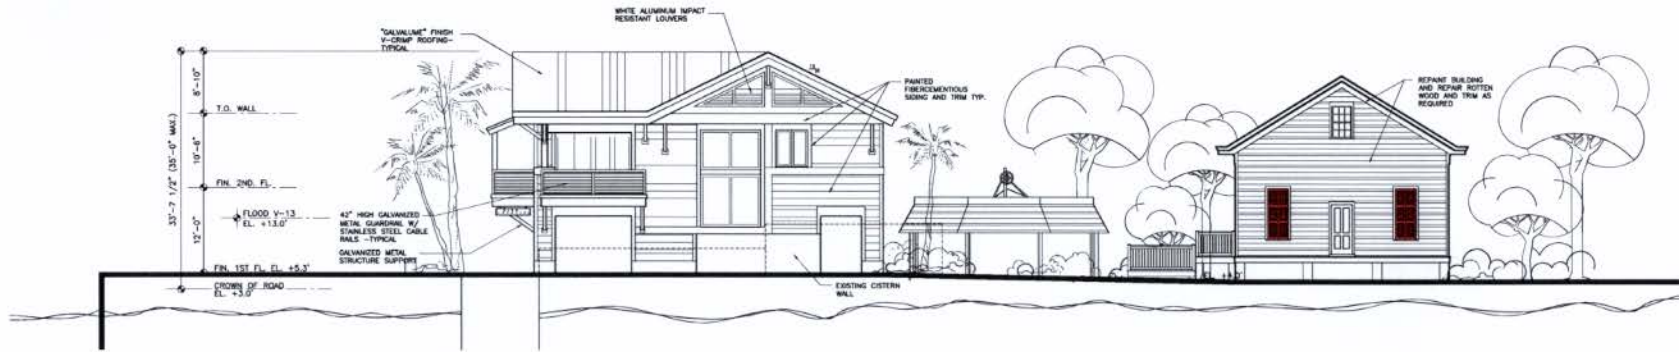 WHITE ALUMINUM IMPACT
RESISTANT LOUVERS
"GALVALUME" FINISH
V-CRIMP ROOFING-
TYPICAL
PAINTED
FIBERCEMENTIOUS
SIDING AND TRIM TYP.
REPAINT BUILDING
AND REPAIR ROTTEN
WOOD AND TRIM AS
REQUIRED
33'-7 1/2" (35'-0" MAX.)
8'-10"
10'-8"
12'-0"
T.O. WALL
FIN. 2ND. FL.
FLOOD V-13
EL. +13.0'
42" HIGH GALVANIZED
METAL GUARDRAIL W/
STAINLESS STEEL CABLE
RAILS. -TYPICAL
GALVANIZED METAL
STRUCTURE SUPPORT
FIN. 1ST FL. EL. +5.3'
CROWN OF ROAD
EL. +3.0'
EXISTING CISTERN
WALL